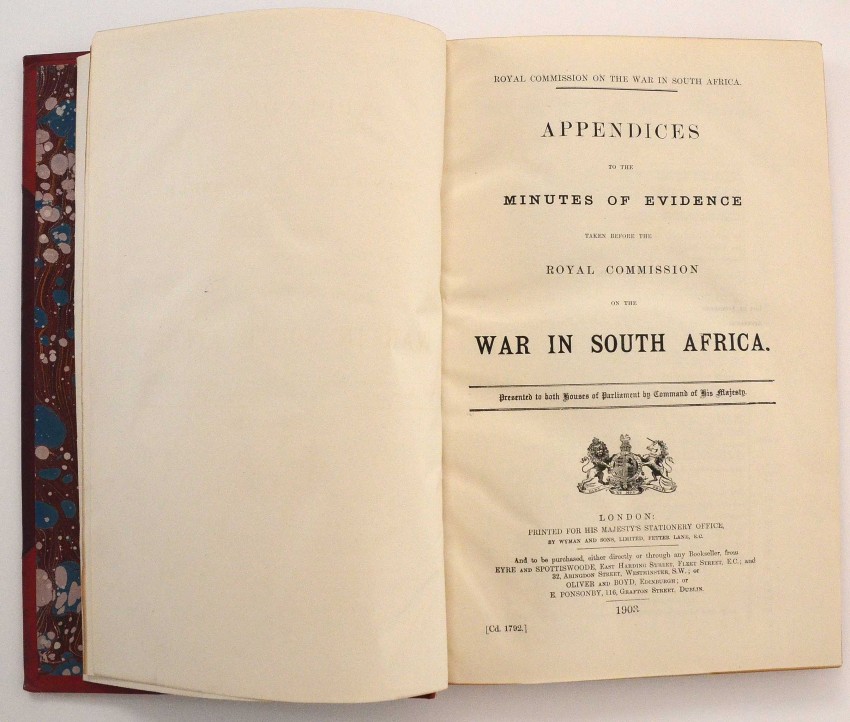 ROYAL COMMISSION ON THE WAR IN SOUTH AFRICA.
APPENDICES
TO THE
MINUTES OF EVIDENCE
TAKEN BEFORE THE
ROYAL COMMISSION
ON THE
WAR IN SOUTH AFRICA.
Presented to both Houses of Parliament by Command of His Majesty.
LONDON:
PRINTED FOR HIS MAJESTY'S STATIONERY OFFICE,
BY WYMAN AND SONS, LIMITED, FETTER LANE, E.C.
And to be purchased, either directly or through any Bookseller, from
EYRE AND SPOTTISWOODE, EAST HARDING STREET, FLEET STREET, E.C.; and
32, ABINGDON STREET, WESTMINSTER, S.W.; or
OLIVER AND BOYD, EDINBURGH; or
E. PONSONBY, 116, GRAFTON STREET, DUBLIN.
1903
[Cd. 1792.]